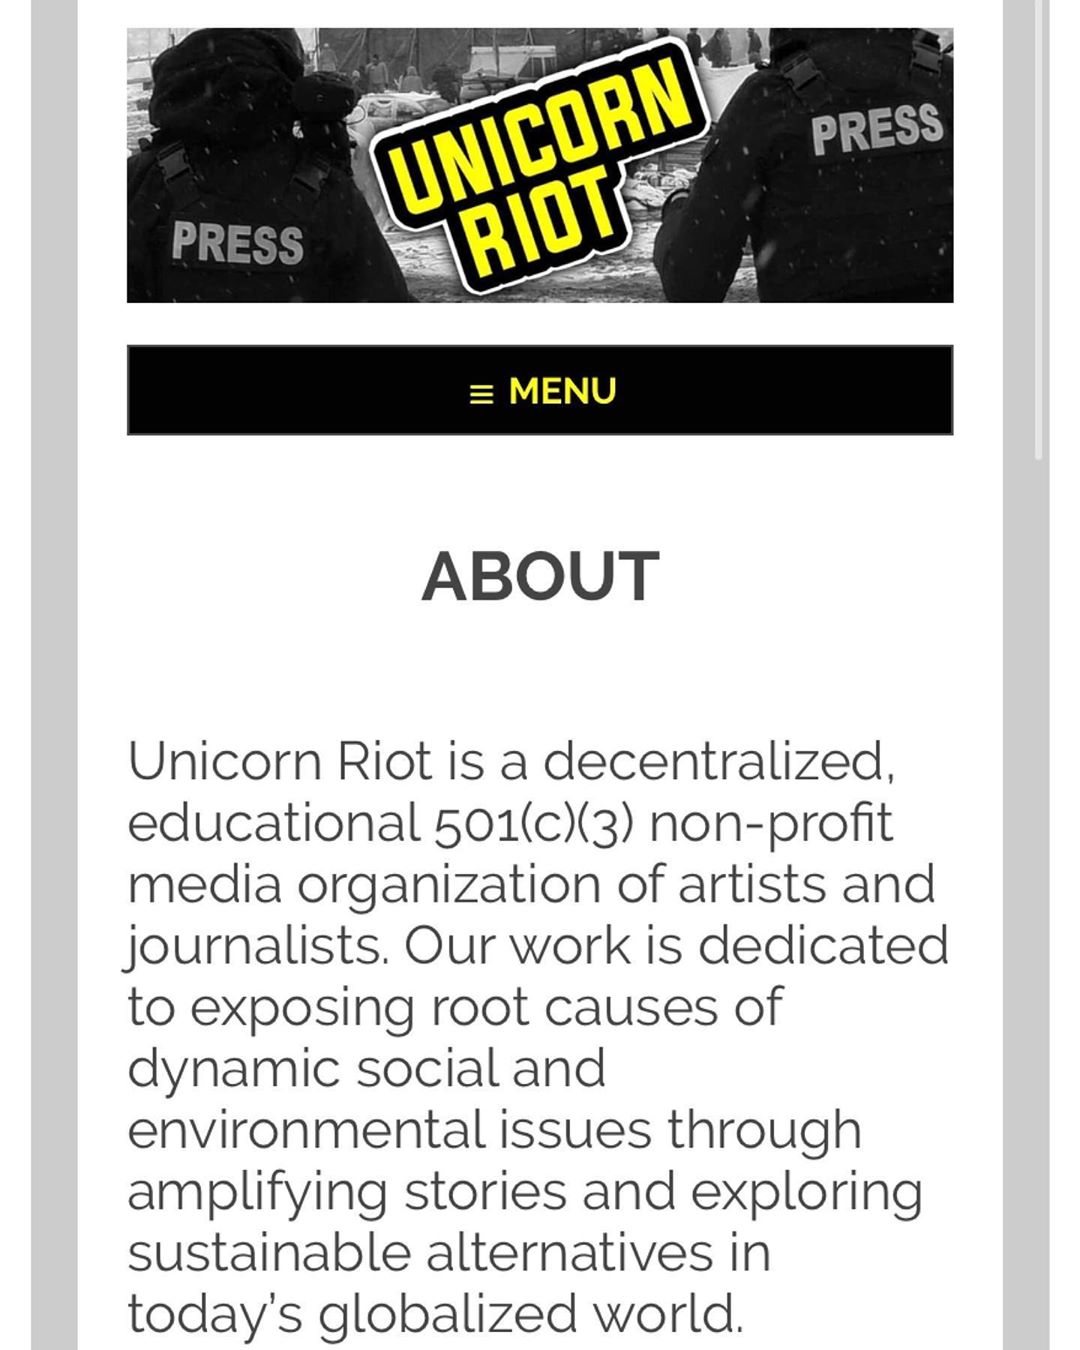 UNICORN
RIOT
PRESS
PRESS
≡ MENU
ABOUT
Unicorn Riot is a decentralized,
educational 501(c)(3) non-profit
media organization of artists and
journalists. Our work is dedicated
to exposing root causes of
dynamic social and
environmental issues through
amplifying stories and exploring
sustainable alternatives in
today’s globalized world.